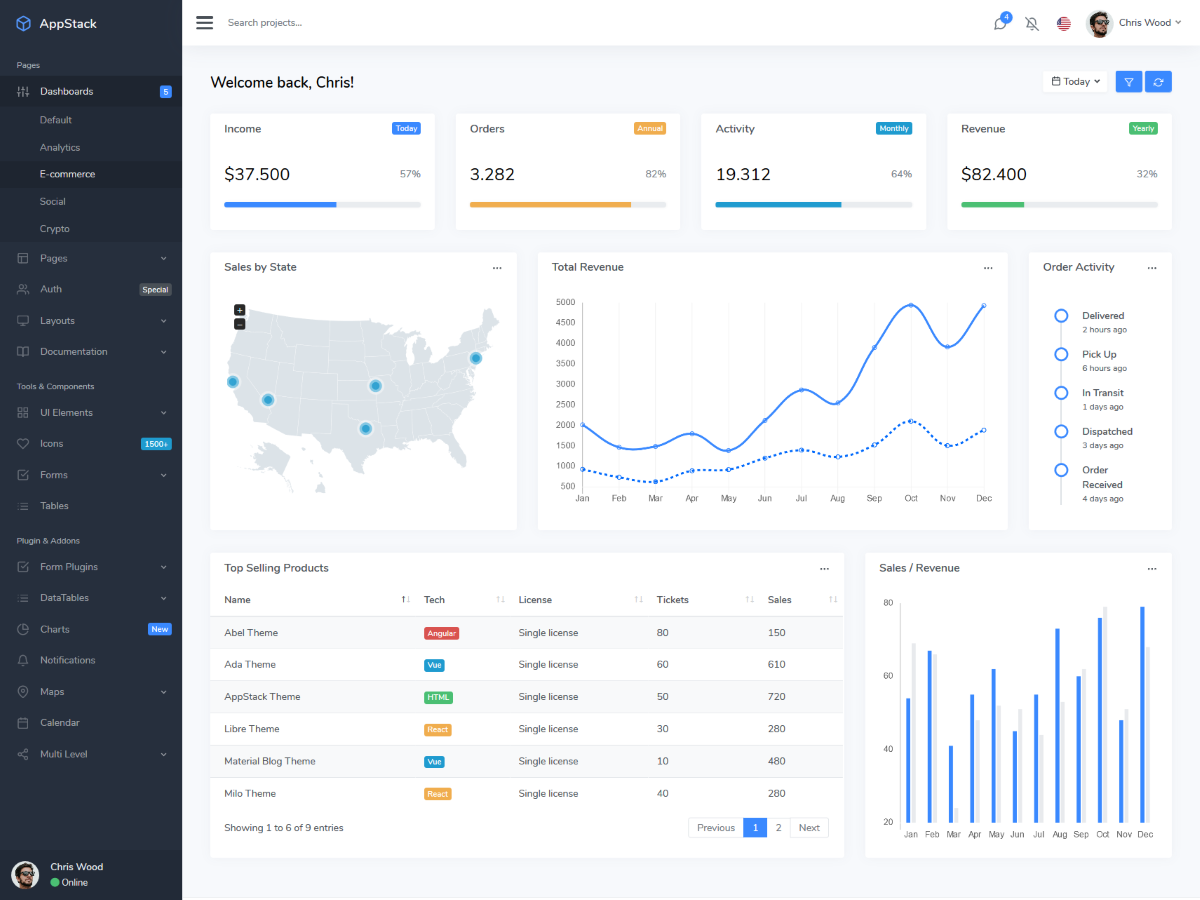 AppStack
Pages
Dashboards 5
Default
Analytics
E-commerce
Social
Crypto
Pages
Auth Special
Layouts
Documentation
Tools & Components
UI Elements
Icons 1500+
Forms
Tables
Plugin & Addons
Form Plugins
DataTables
Charts New
Notifications
Maps
Calendar
Multi Level
Chris Wood
Online
Search projects...
4
Chris Wood
Welcome back, Chris!
Today
Income Today
$37.500 57%
Orders Annual
3.282 82%
Activity Monthly
19.312 64%
Revenue Yearly
$82.400 32%
Sales by State ...
+
−
Total Revenue ...
5000
4500
4000
3500
3000
2500
2000
1500
1000
500
Jan Feb Mar Apr May Jun Jul Aug Sep Oct Nov Dec
Order Activity ...
Delivered
2 hours ago
Pick Up
6 hours ago
In Transit
1 days ago
Dispatched
3 days ago
Order
Received
4 days ago
Top Selling Products ...
Name Tech License Tickets Sales
Abel Theme Angular Single license 80 150
Ada Theme Vue Single license 60 610
AppStack Theme HTML Single license 50 720
Libre Theme React Single license 30 280
Material Blog Theme Vue Single license 10 480
Milo Theme React Single license 40 280
Showing 1 to 6 of 9 entries
Previous 1 2 Next
Sales / Revenue ...
80
60
40
20
Jan Feb Mar Apr May Jun Jul Aug Sep Oct Nov Dec